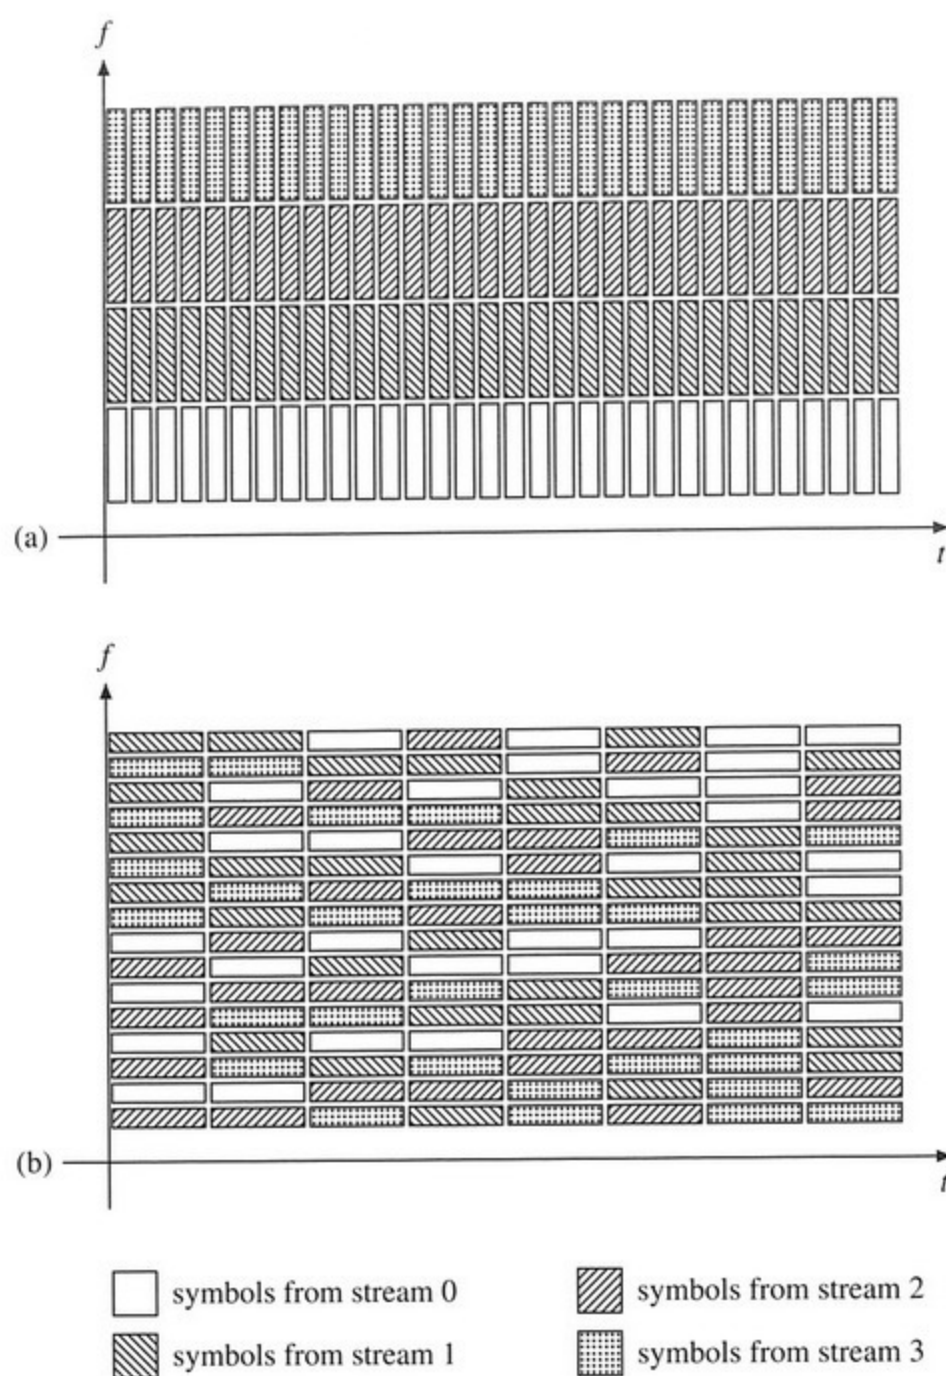 f
(a)
t
f
(b)
t
symbols from stream 0
symbols from stream 2
symbols from stream 1
symbols from stream 3